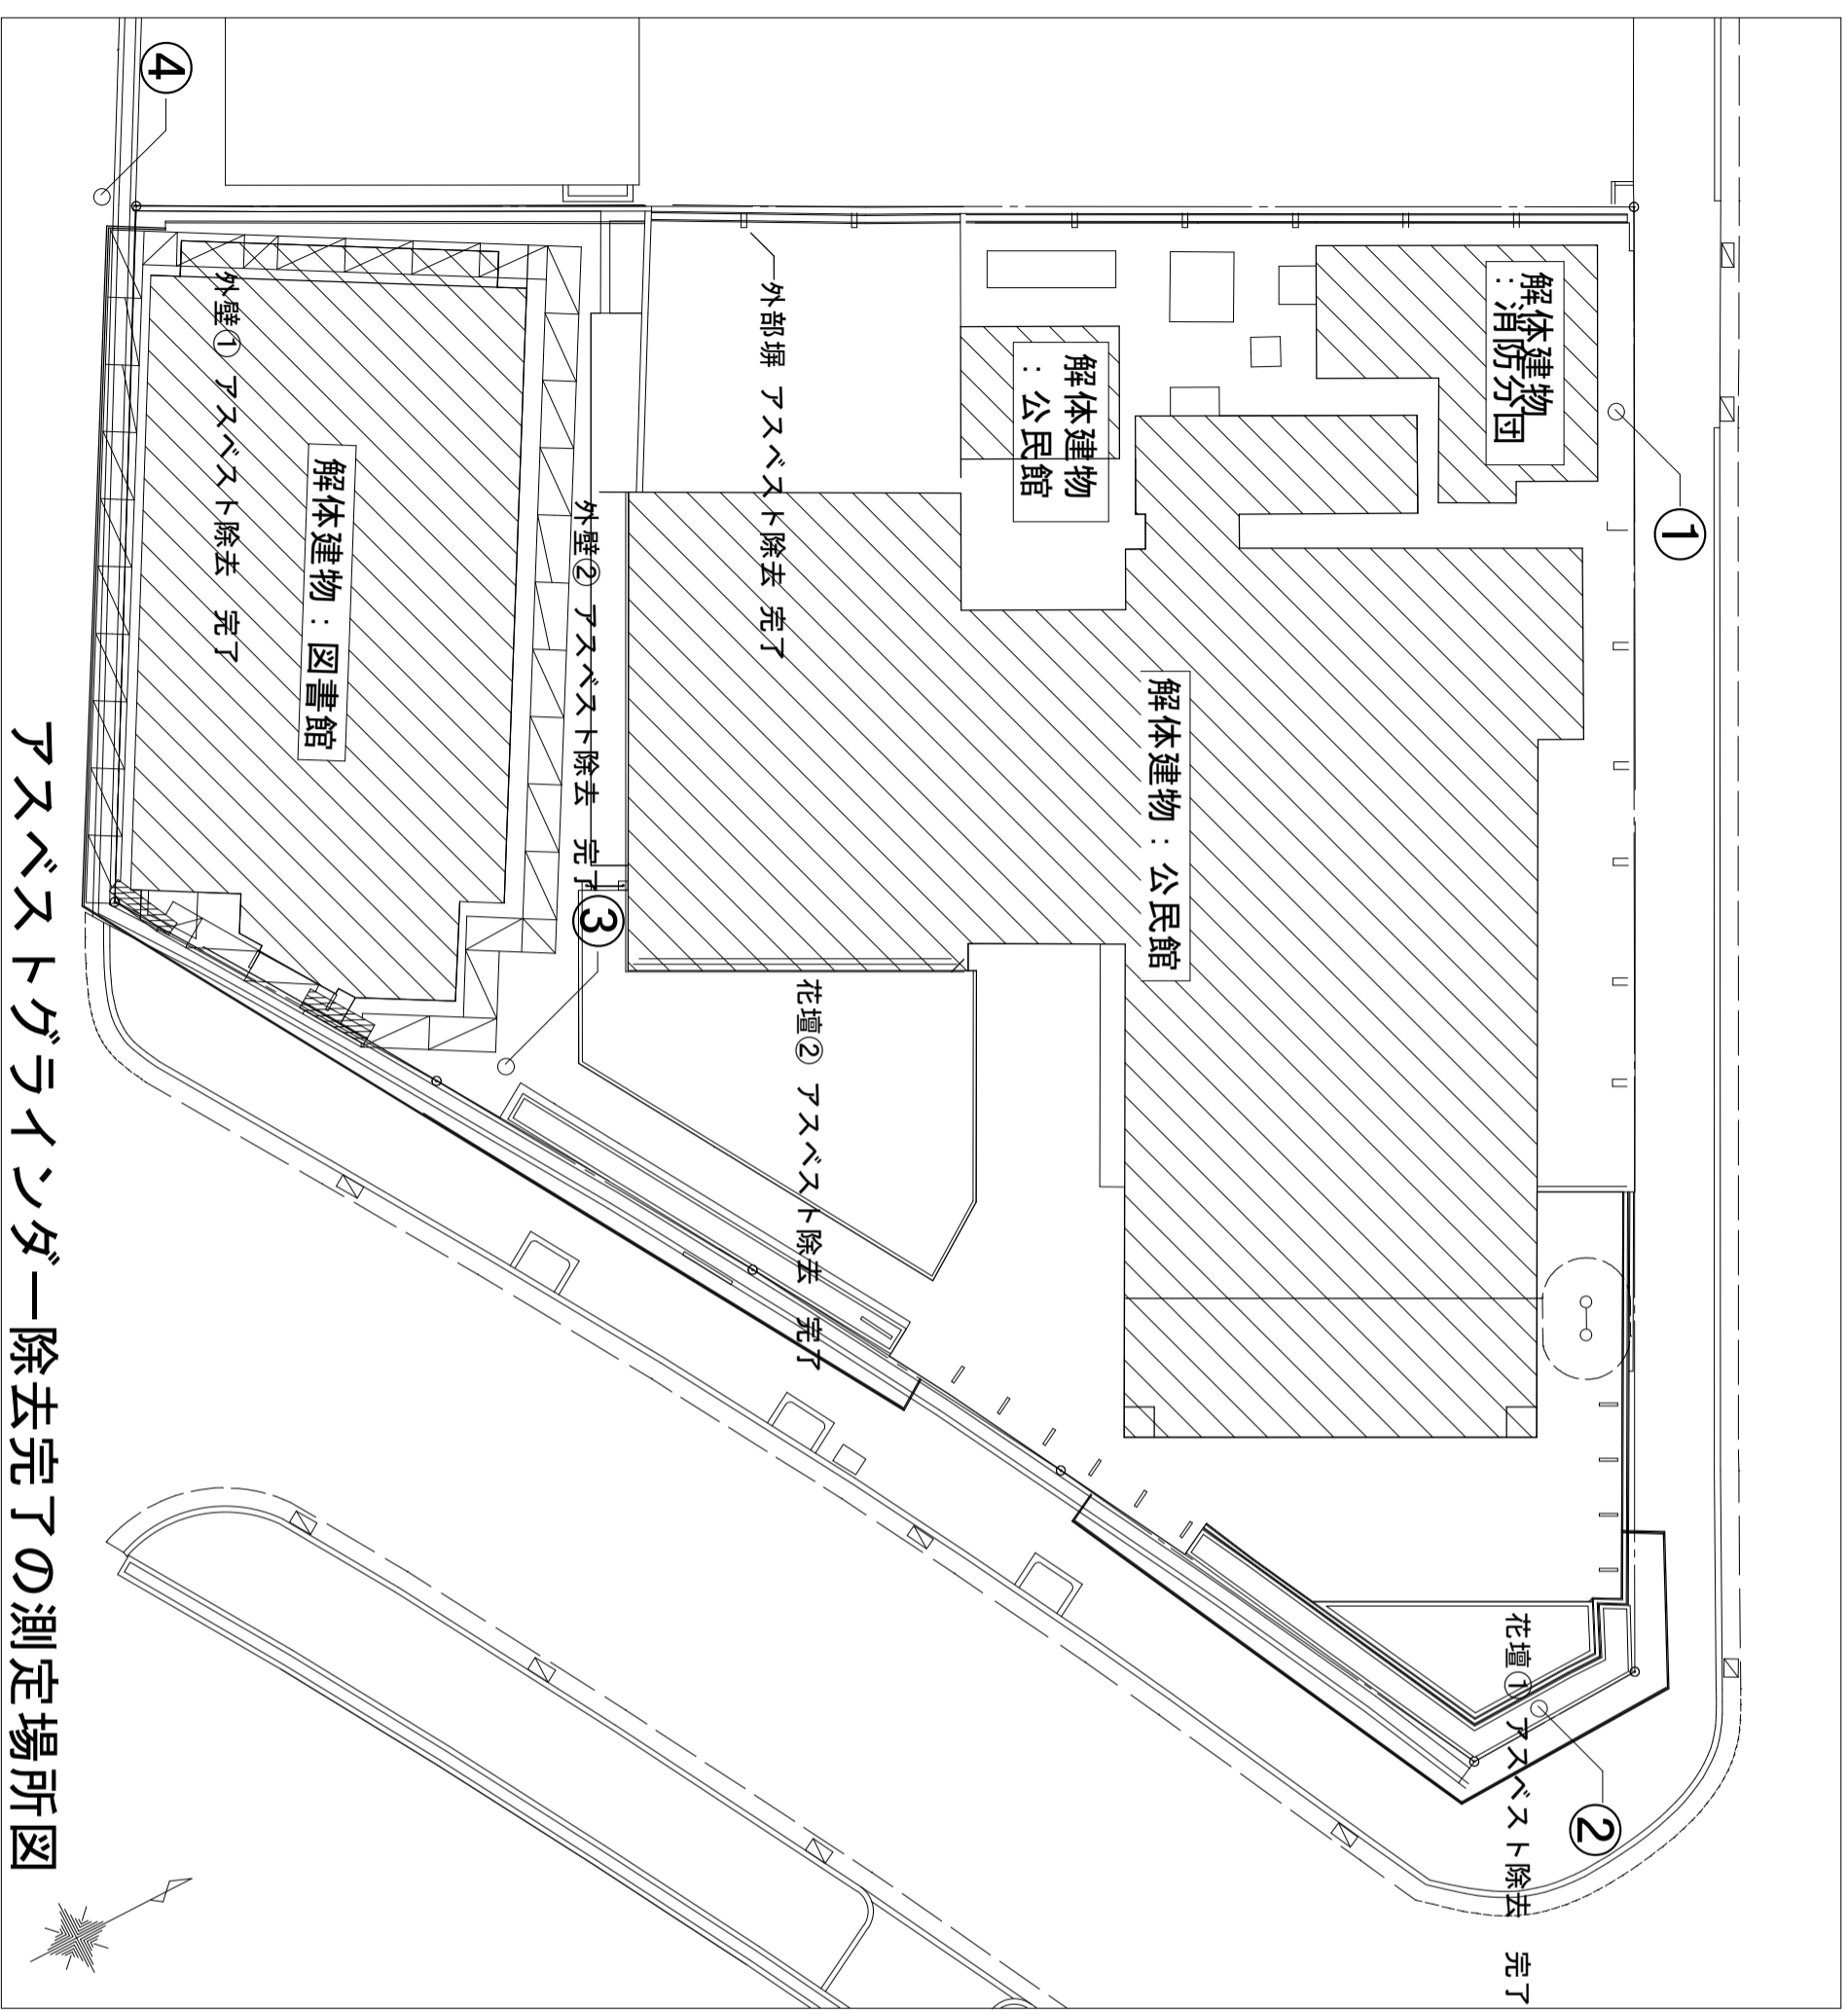 ④
①
解体建物
：消防分団
解体建物
：公民館
外部塀 アスベスト除去 完了
外壁① アスベスト除去 完了
解体建物：図書館
外壁② アスベスト除去 完了
③
解体建物：公民館
花壇② アスベスト除去 完了
花壇① アスベスト除去 完了
②
アスベストグラインダー除去完了の測定場所図